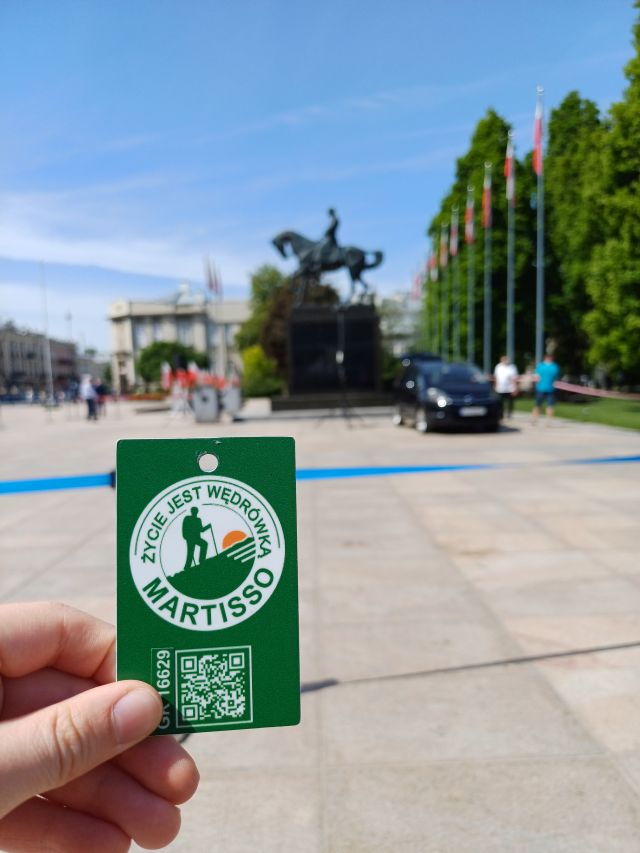 ŻYCIE JEST WĘDRÓWKĄ
MARTISSO
16629